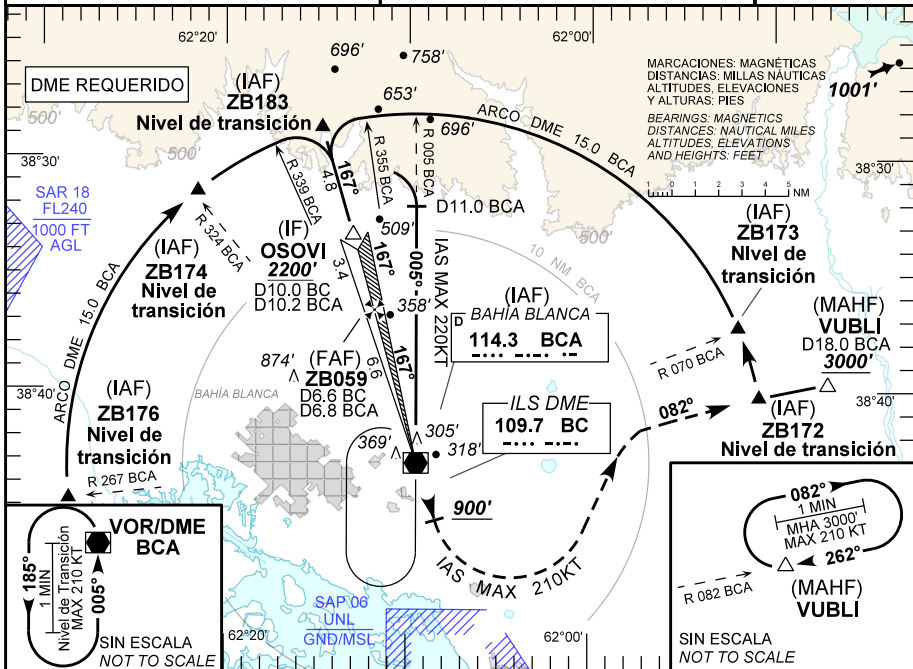 62°20'
62°00'
DME REQUERIDO
696'
758'
MARCACIONES: MAGNÉTICAS
DISTANCIAS: MILLAS NÁUTICAS
ALTITUDES, ELEVACIONES
Y ALTURAS: PIES
BEARINGS: MAGNETICS
DISTANCES: NAUTICAL MILES
ALTITUDES, ELEVATIONS
AND HEIGHTS: FEET
1 0 1 2 3 4 5 NM
1001'
(IAF)
ZB183
Nivel de transición
653'
696'
ARCO DME 15.0 BCA
500'
500'
38°30'
38°30'
R 339 BCA
4.8
167°
R 355 BCA
R 005 BCA
D11.0 BCA
SAR 18
FL240
1000 FT
AGL
R 324 BCA
(IAF)
ZB174
Nivel de
transición
(IF)
OSOVI
2200'
D10.0 BC
D10.2 BCA
509'
500'
(IAF)
ZB173
Nivel de
transición
3.4
167°
005°
IAS MAX 220KT
10 NM BCA
ARCO DME 15.0 BCA
358'
(IAF)
BAHÍA BLANCA
D
114.3 BCA
(MAHF)
VUBLI
D18.0 BCA
3000'
R 070 BCA
874'
(FAF)
ZB059
D6.6 BC
D6.8 BCA
6.6
167°
38°40'
38°40'
BAHÍA BLANCA
(IAF)
ZB176
Nivel de
transición
ILS DME
109.7 BC
082°
(IAF)
ZB172
Nivel de transición
369'
305'
318'
R 267 BCA
900'
IAS MAX 210KT
VOR/DME
BCA
185°
1 MIN
Nivel de Transición
MAX 210 KT
005°
SIN ESCALA
NOT TO SCALE
SAP 06
UNL
GND/MSL
62°20'
62°00'
082°
1 MIN
MHA 3000'
MAX 210 KT
262°
R 082 BCA
(MAHF)
VUBLI
SIN ESCALA
NOT TO SCALE